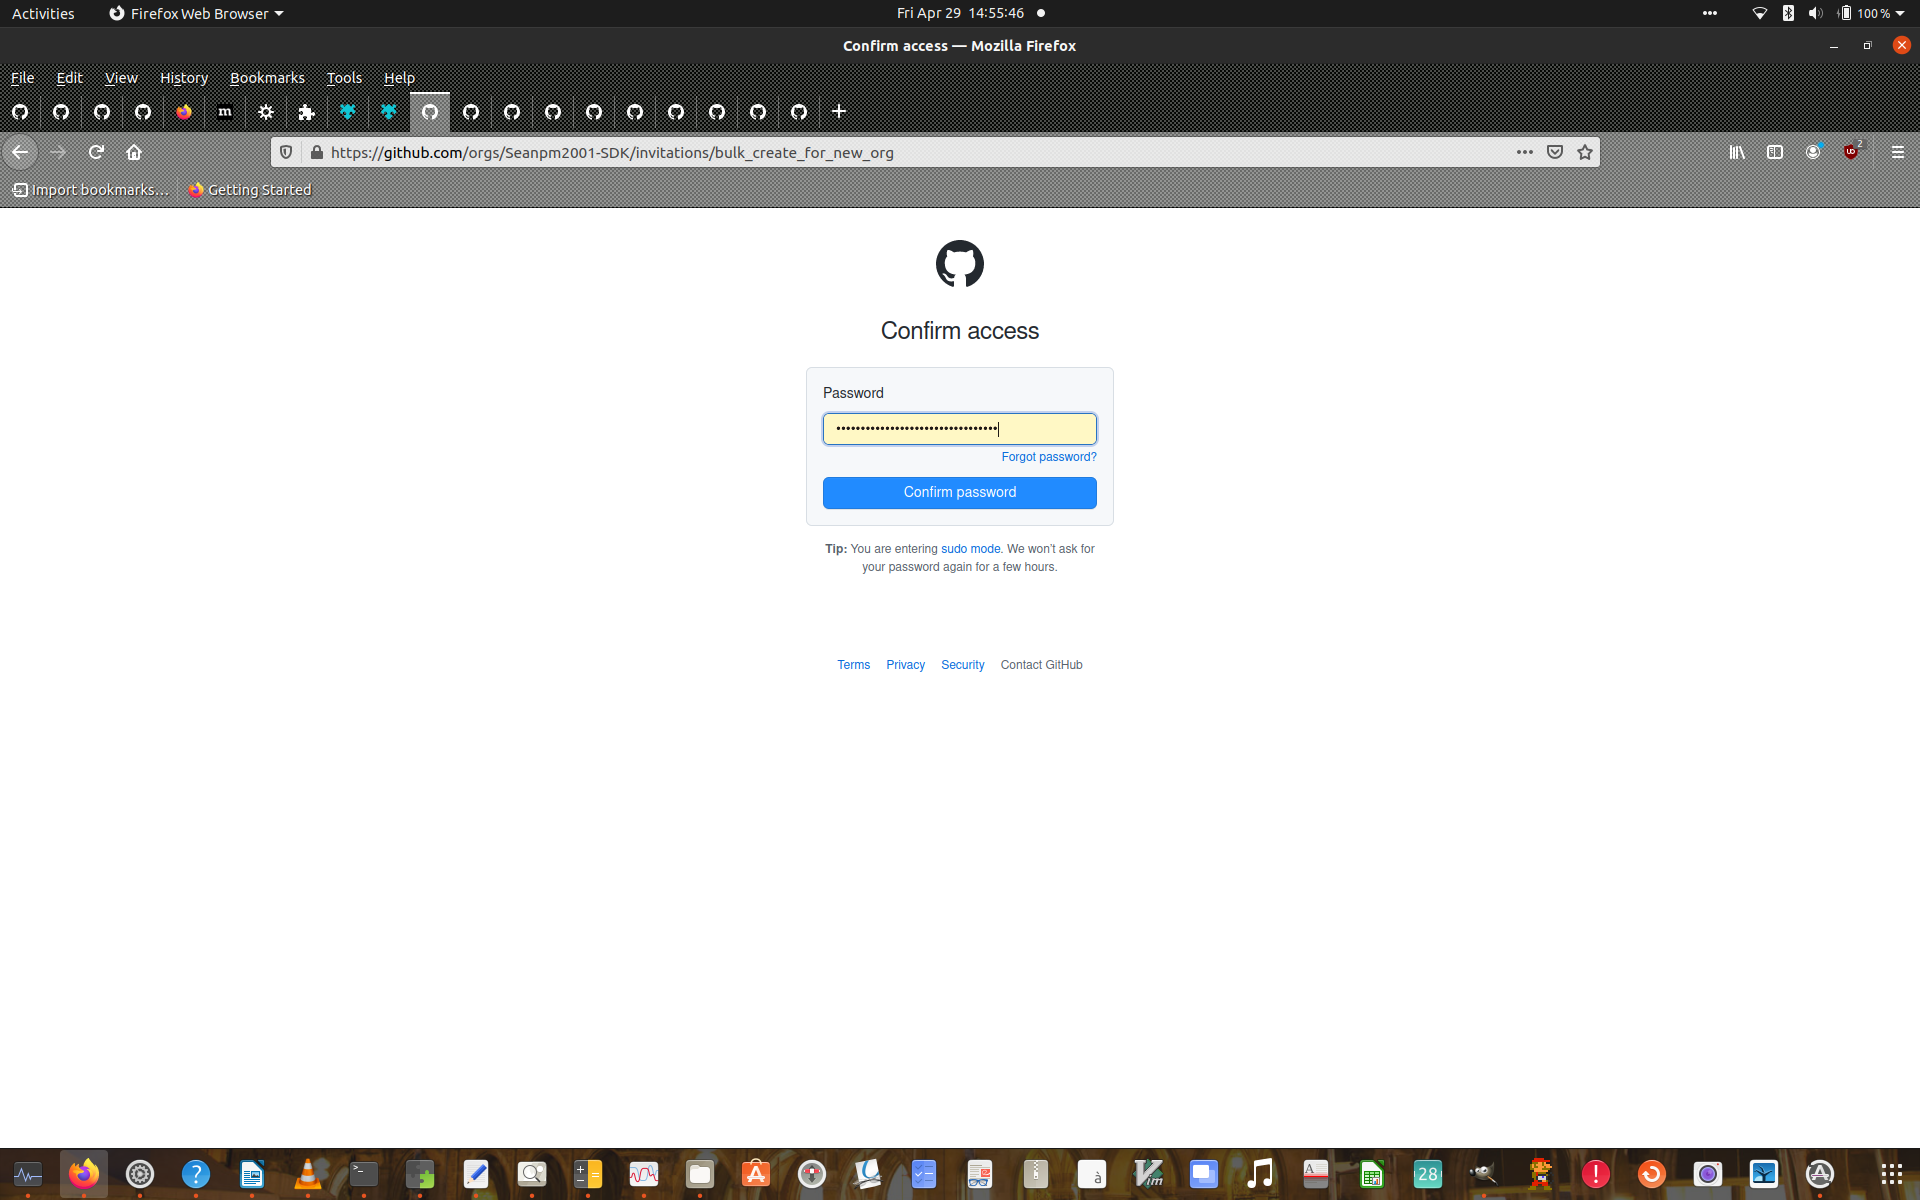 Activities
Firefox Web Browser
Fri Apr 29 14:55:46
100 %
Confirm access — Mozilla Firefox
File Edit View History Bookmarks Tools Help
m
https://github.com/orgs/Seanpm2001-SDK/invitations/bulk_create_for_new_org
2
Import bookmarks...
Getting Started
Confirm access
Password
Forgot password?
Confirm password
Tip: You are entering sudo mode. We won't ask for
your password again for a few hours.
Terms Privacy Security Contact GitHub
>_
?
à
Vim
A
28
!